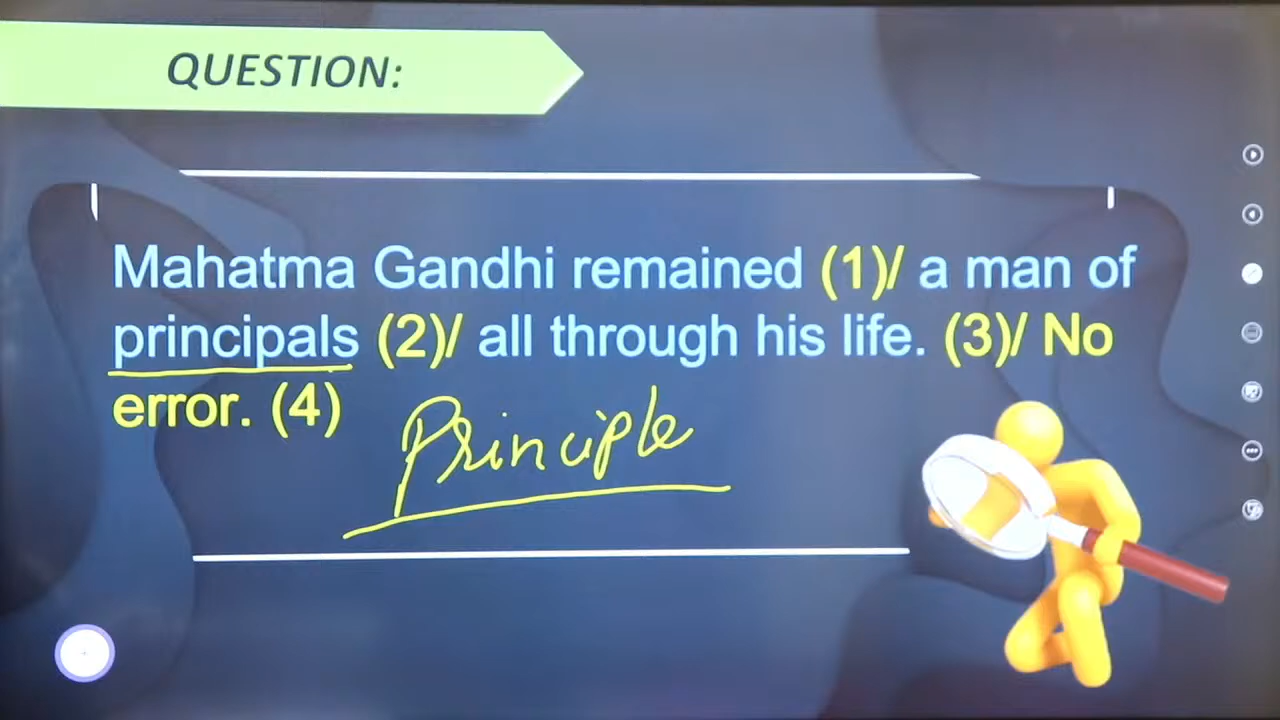 QUESTION:
Mahatma Gandhi remained (1)/ a man of
principals (2)/ all through his life. (3)/ No
error. (4)
Principle